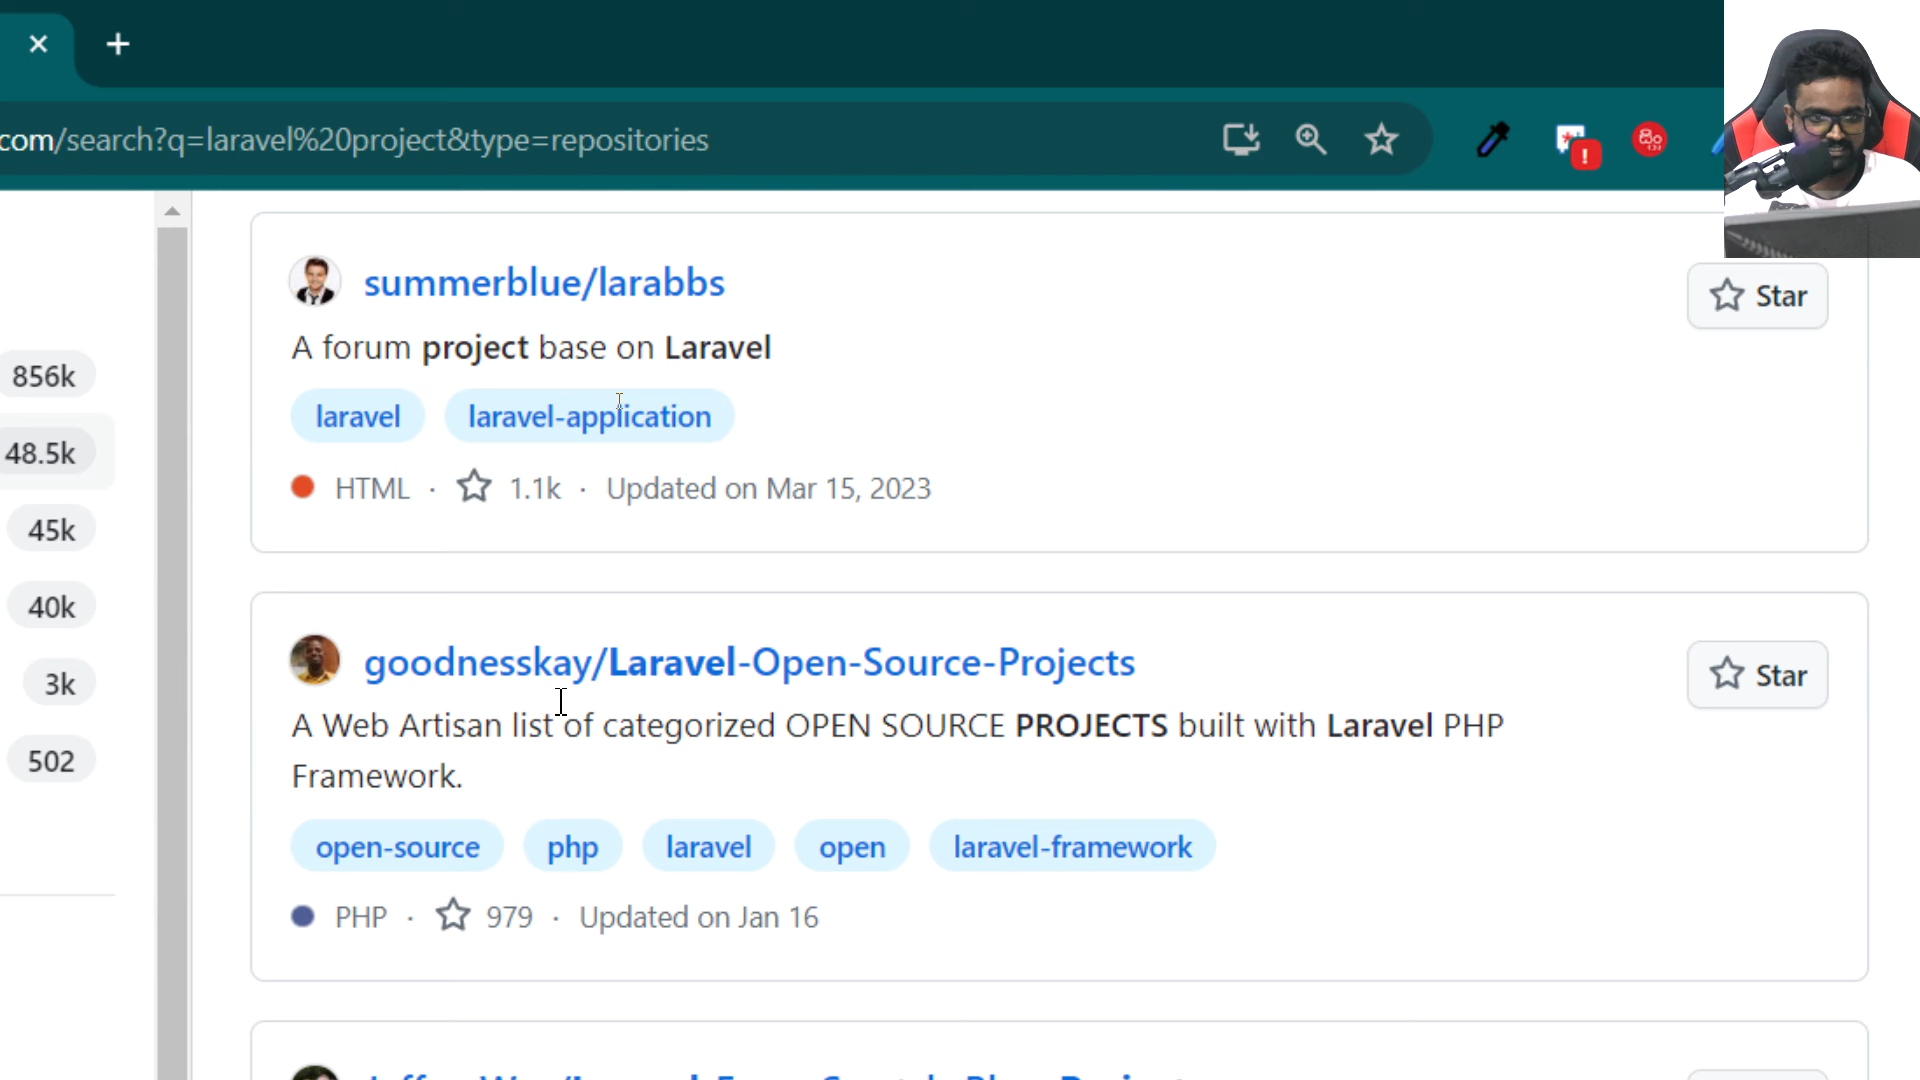 com/search?q=laravel%20project&type=repositories
856k
48.5k
45k
40k
3k
502
summerblue/larabbs
Star
A forum project base on Laravel
laravel laravel-application
HTML · 1.1k · Updated on Mar 15, 2023
goodnesskay/Laravel-Open-Source-Projects
Star
A Web Artisan list of categorized OPEN SOURCE PROJECTS built with Laravel PHP
Framework.
open-source php laravel open laravel-framework
PHP · 979 · Updated on Jan 16